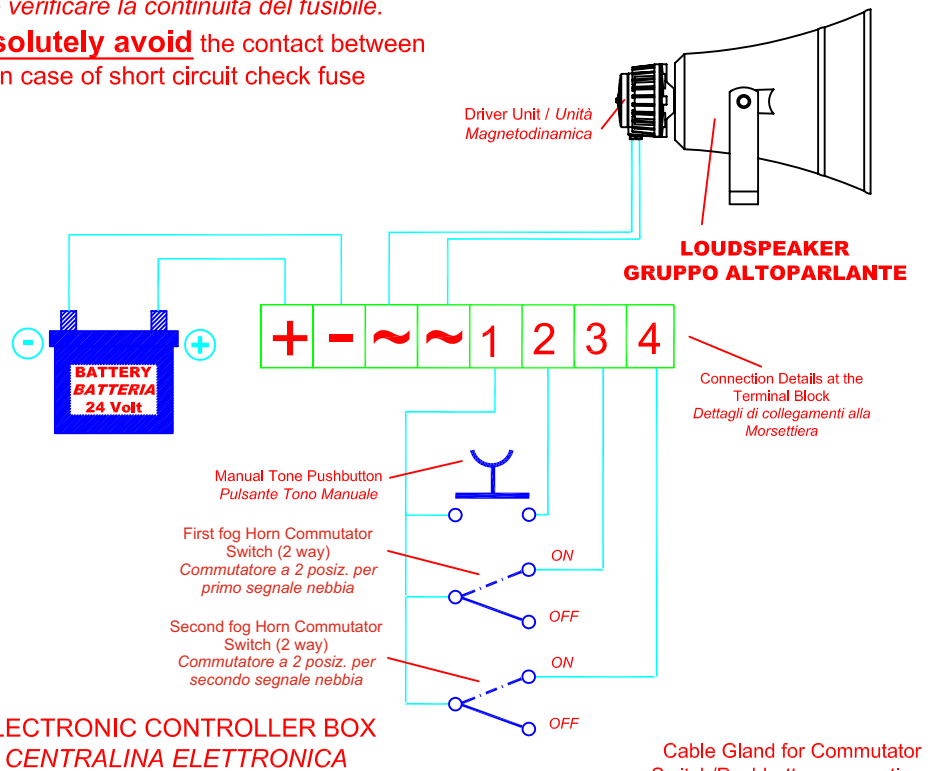 verificare la continuità del fusibile.
avoid the contact between
n case of short circuit check fuse
Driver Unit / Unità
Magnetodinamica
LOUDSPEAKER
GRUPPO ALTOPARLANTE
- +
+ - ~ ~ 1 2 3 4
BATTERY
BATTERIA
24 Volt
Connection Details at the
Terminal Block
Dettagli di collegamenti alla
Morsettiera
Manual Tone Pushbutton
Pulsante Tono Manuale
First fog Horn Commutator
Switch (2 way)
Commutatore a 2 posiz. per
primo segnale nebbia
ON
OFF
Second fog Horn Commutator
Switch (2 way)
Commutatore a 2 posiz. per
secondo segnale nebbia
ON
OFF
LECTRONIC CONTROLLER BOX
CENTRALINA ELETTRONICA
Cable Gland for Commutator